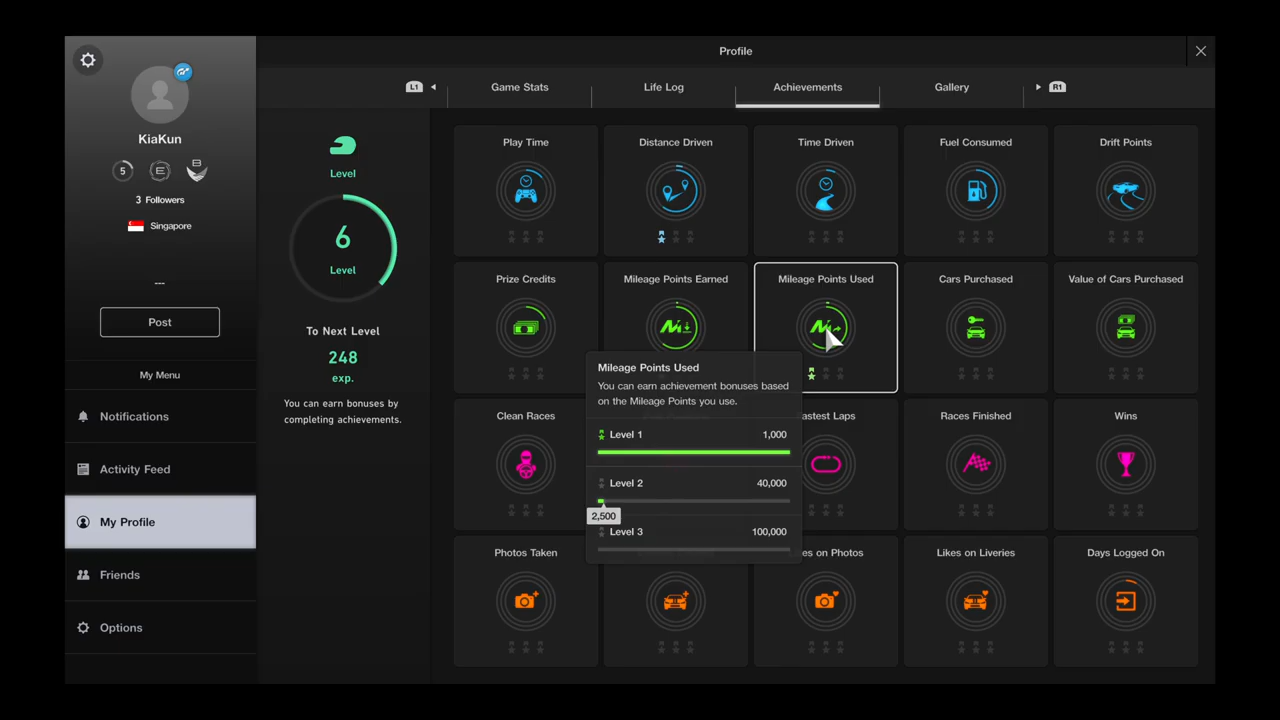 Profile
L1
Game Stats
Life Log
Achievements
Gallery
R1
KiaKun
5
E
B
3 Followers
Singapore
---
Post
My Menu
Notifications
Activity Feed
My Profile
Friends
Options
Level
6
Level
To Next Level
248
exp.
You can earn bonuses by
completing achievements.
Play Time
Distance Driven
Time Driven
Fuel Consumed
Drift Points
Prize Credits
Mileage Points Earned
Mileage Points Used
Cars Purchased
Value of Cars Purchased
Mileage Points Used
You can earn achievement bonuses based
on the Mileage Points you use.
Level 1 1,000
Level 2 40,000
2,500
Level 3 100,000
Clean Races
Laps
Races Finished
Wins
Photos Taken
on Photos
Likes on Liveries
Days Logged On